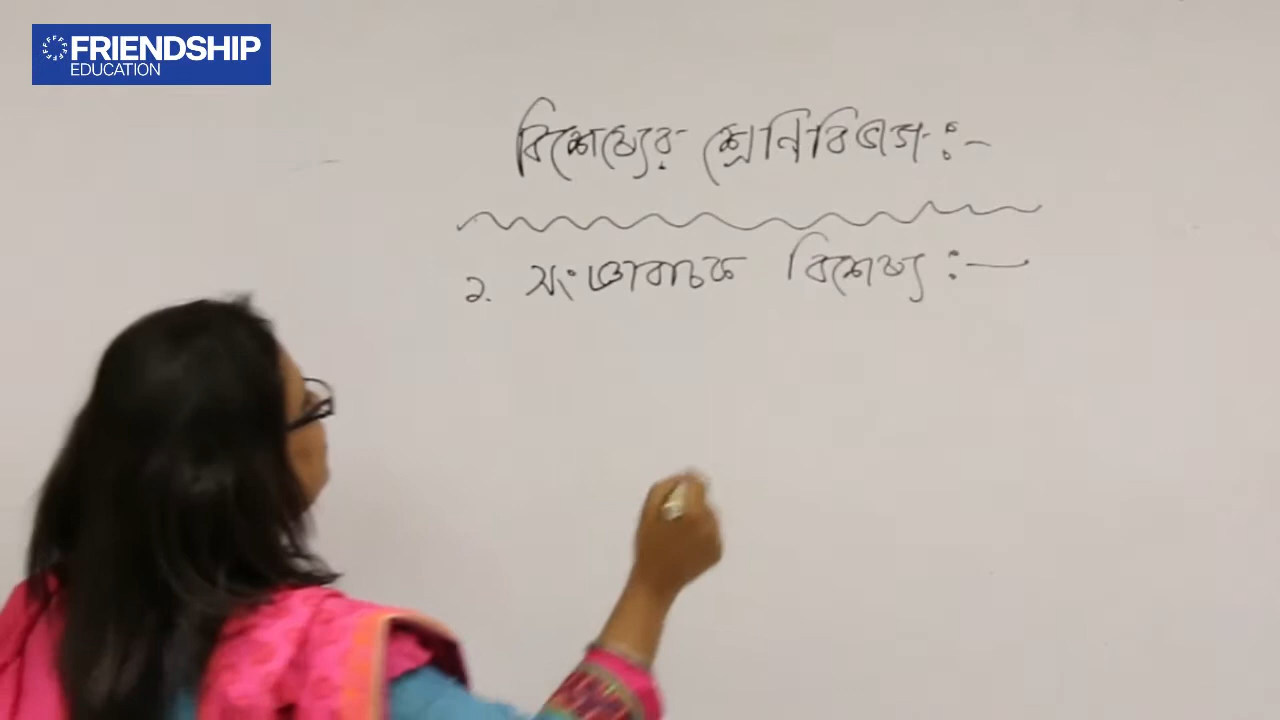 FRIENDSHIP
EDUCATION
বিশেষ্যের শ্রেনিবিভাগ :-
১. সংজ্ঞাবাচক বিশেষ্য :—